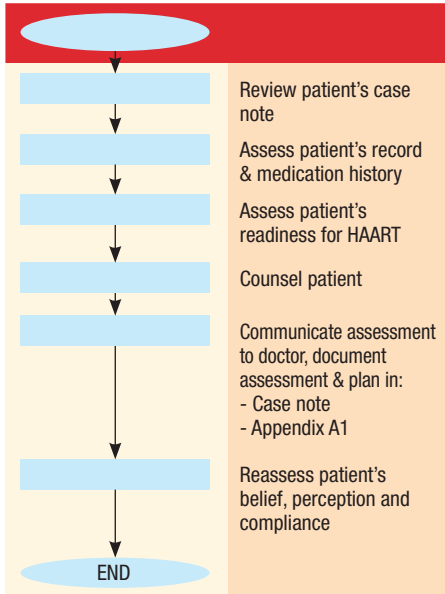 Review patient's case
note
Assess patient's record
& medication history
Assess patient's
readiness for HAART
Counsel patient
Communicate assessment
to doctor, document
assessment & plan in:
- Case note
- Appendix A1
Reassess patient's
belief, perception and
compliance
END